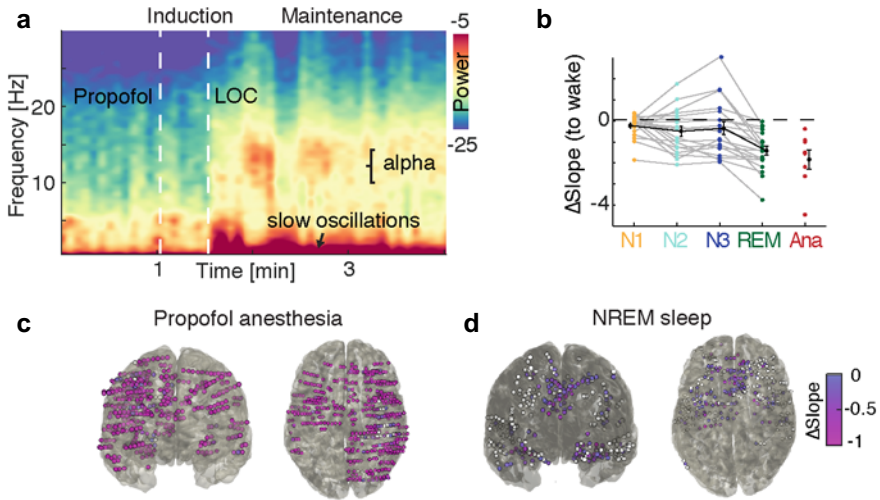 a
Induction
Maintenance
Propofol
LOC
alpha
slow oscillations
Frequency [Hz]
20
10
1
Time [min]
3
-5
Power
-25
b
ΔSlope (to wake)
0
-4
N1
N2
N3
REM
Ana
c
Propofol anesthesia
d
NREM sleep
0
-0.5
-1
ΔSlope